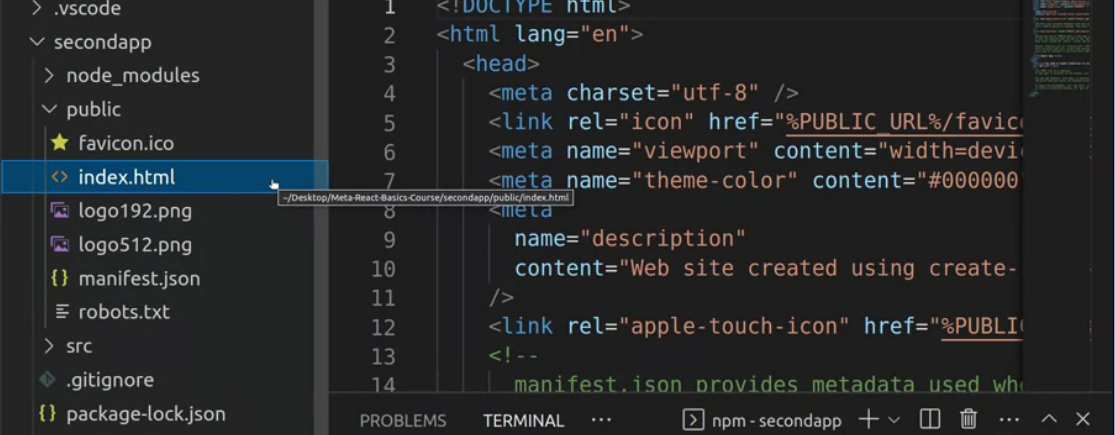 .vscode
secondapp
node_modules
public
favicon.ico
index.html
logo192.png
logo512.png
manifest.json
robots.txt
src
.gitignore
package-lock.json
~/Desktop/Meta-React-Basics-Course/secondapp/public/index.html
1 <!DOCTYPE html>
2 <html lang="en">
3 <head>
4 <meta charset="utf-8" />
5 <link rel="icon" href="%PUBLIC_URL%/favic
6 <meta name="viewport" content="width=devi
7 <meta name="theme-color" content="#000000"
8 <meta
9 name="description"
10 content="Web site created using create-
11 />
12 <link rel="apple-touch-icon" href="%PUBLI
13 <!--
14 manifest.json provides metadata used wh
PROBLEMS TERMINAL ··· npm - secondapp